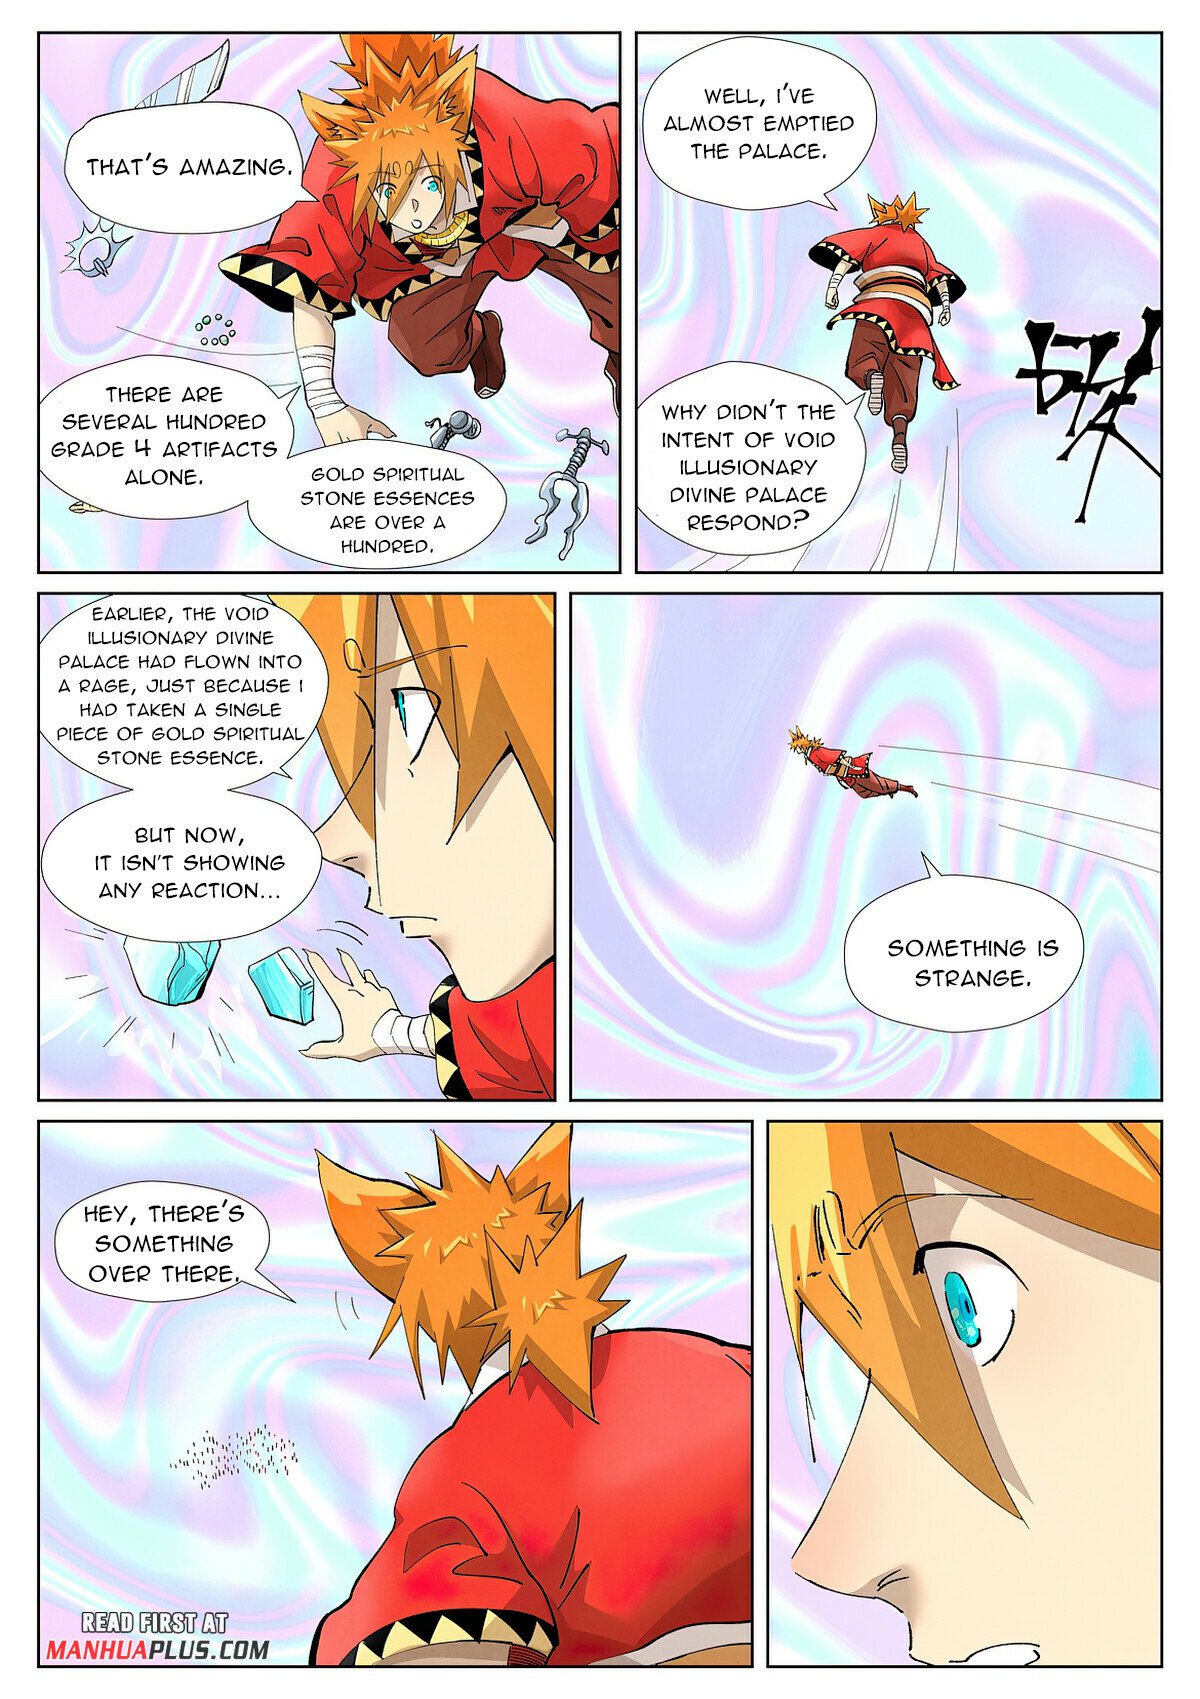 THAT'S AMAZING.
THERE ARE
SEVERAL HUNDRED
GRADE 4 ARTIFACTS
ALONE.
GOLD SPIRITUAL
STONE ESSENCES
ARE OVER A
HUNDRED.
WELL, I'VE
ALMOST EMPTIED
THE PALACE.
WHY DIDN'T THE
INTENT OF VOID
ILLUSIONARY
DIVINE PALACE
RESPOND?
EARLIER, THE VOID
ILLUSIONARY DIVINE
PALACE HAD FLOWN INTO
A RAGE, JUST BECAUSE I
HAD TAKEN A SINGLE
PIECE OF GOLD SPIRITUAL
STONE ESSENCE.
BUT NOW,
IT ISN'T SHOWING
ANY REACTION...
SOMETHING IS
STRANGE.
HEY, THERE'S
SOMETHING
OVER THERE.
READ FIRST AT
MANHUAPLUS.COM